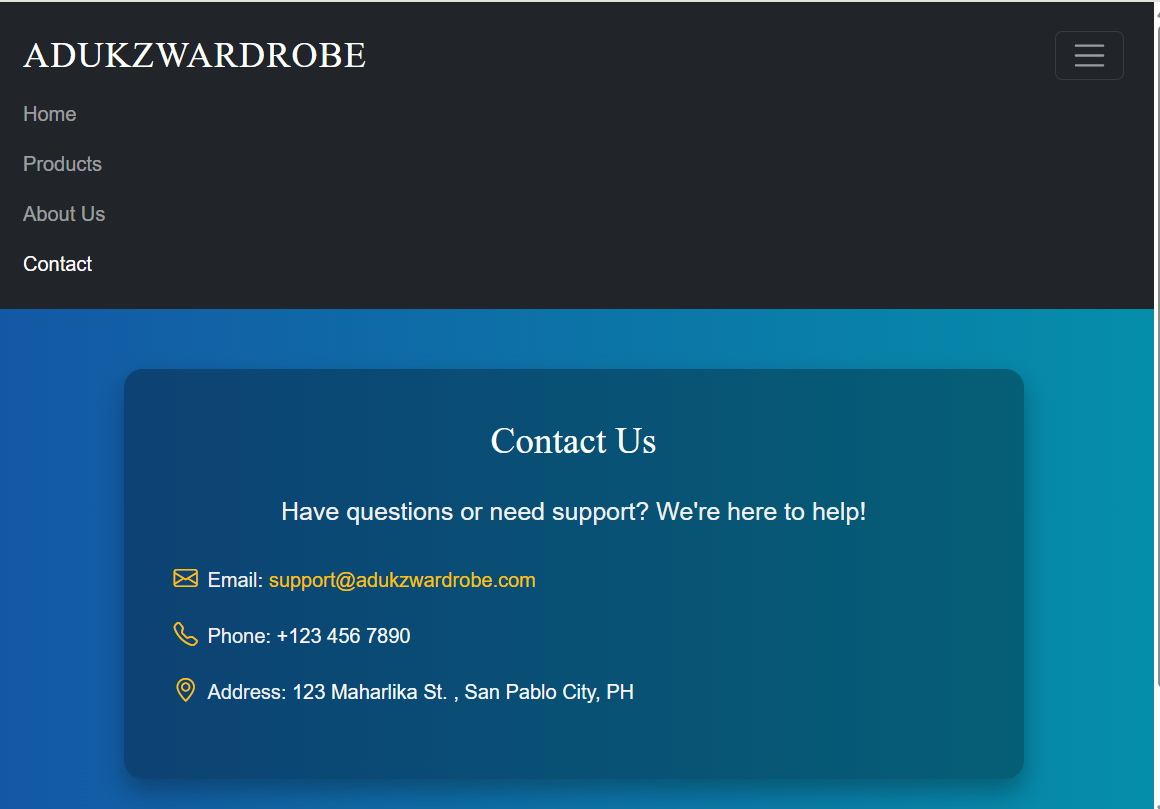 ADUKZWARDROBE
Home
Products
About Us
Contact
Contact Us
Have questions or need support? We're here to help!
Email: support@adukzwardrobe.com
Phone: +123 456 7890
Address: 123 Maharlika St. , San Pablo City, PH